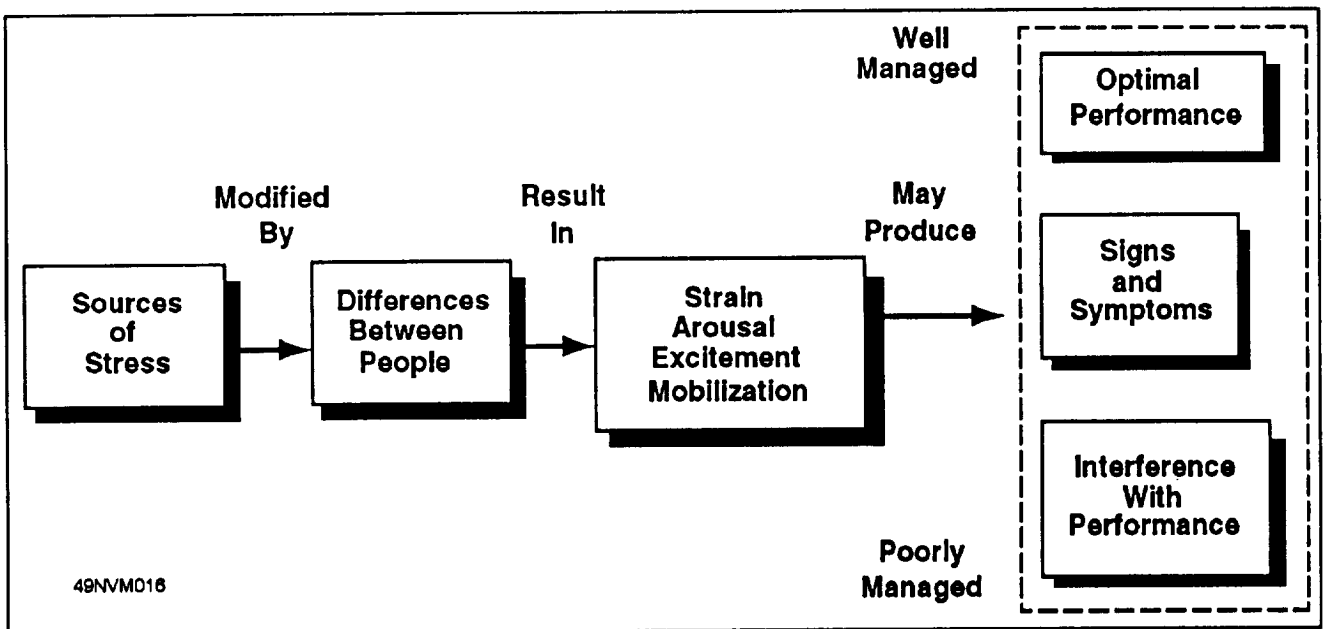 Well
Managed
Optimal
Performance
Modified
By
Result
In
May
Produce
Sources
of
Stress
Differences
Between
People
Strain
Arousal
Excitement
Mobilization
Signs
and
Symptoms
Interference
With
Performance
Poorly
Managed
49NVM016